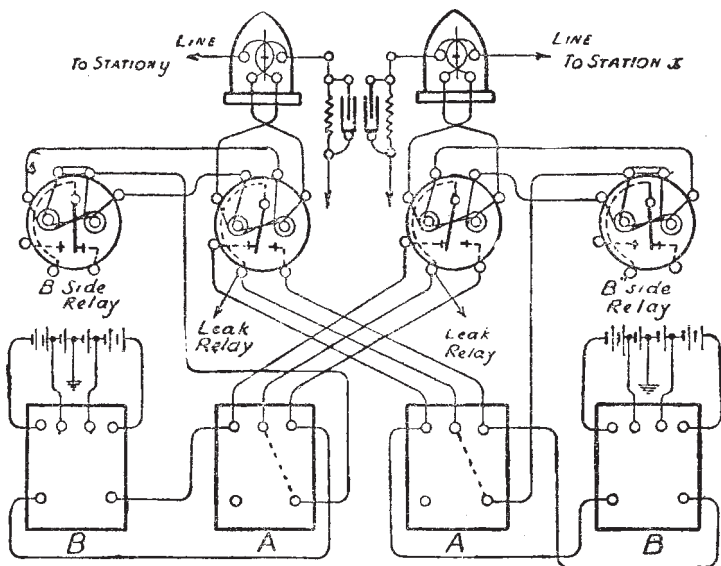 LINE
TO STATION Y
LINE
TO STATION X
B Side
Relay
Leak
Relay
Leak
Relay
B side
Relay
B
A
A
B